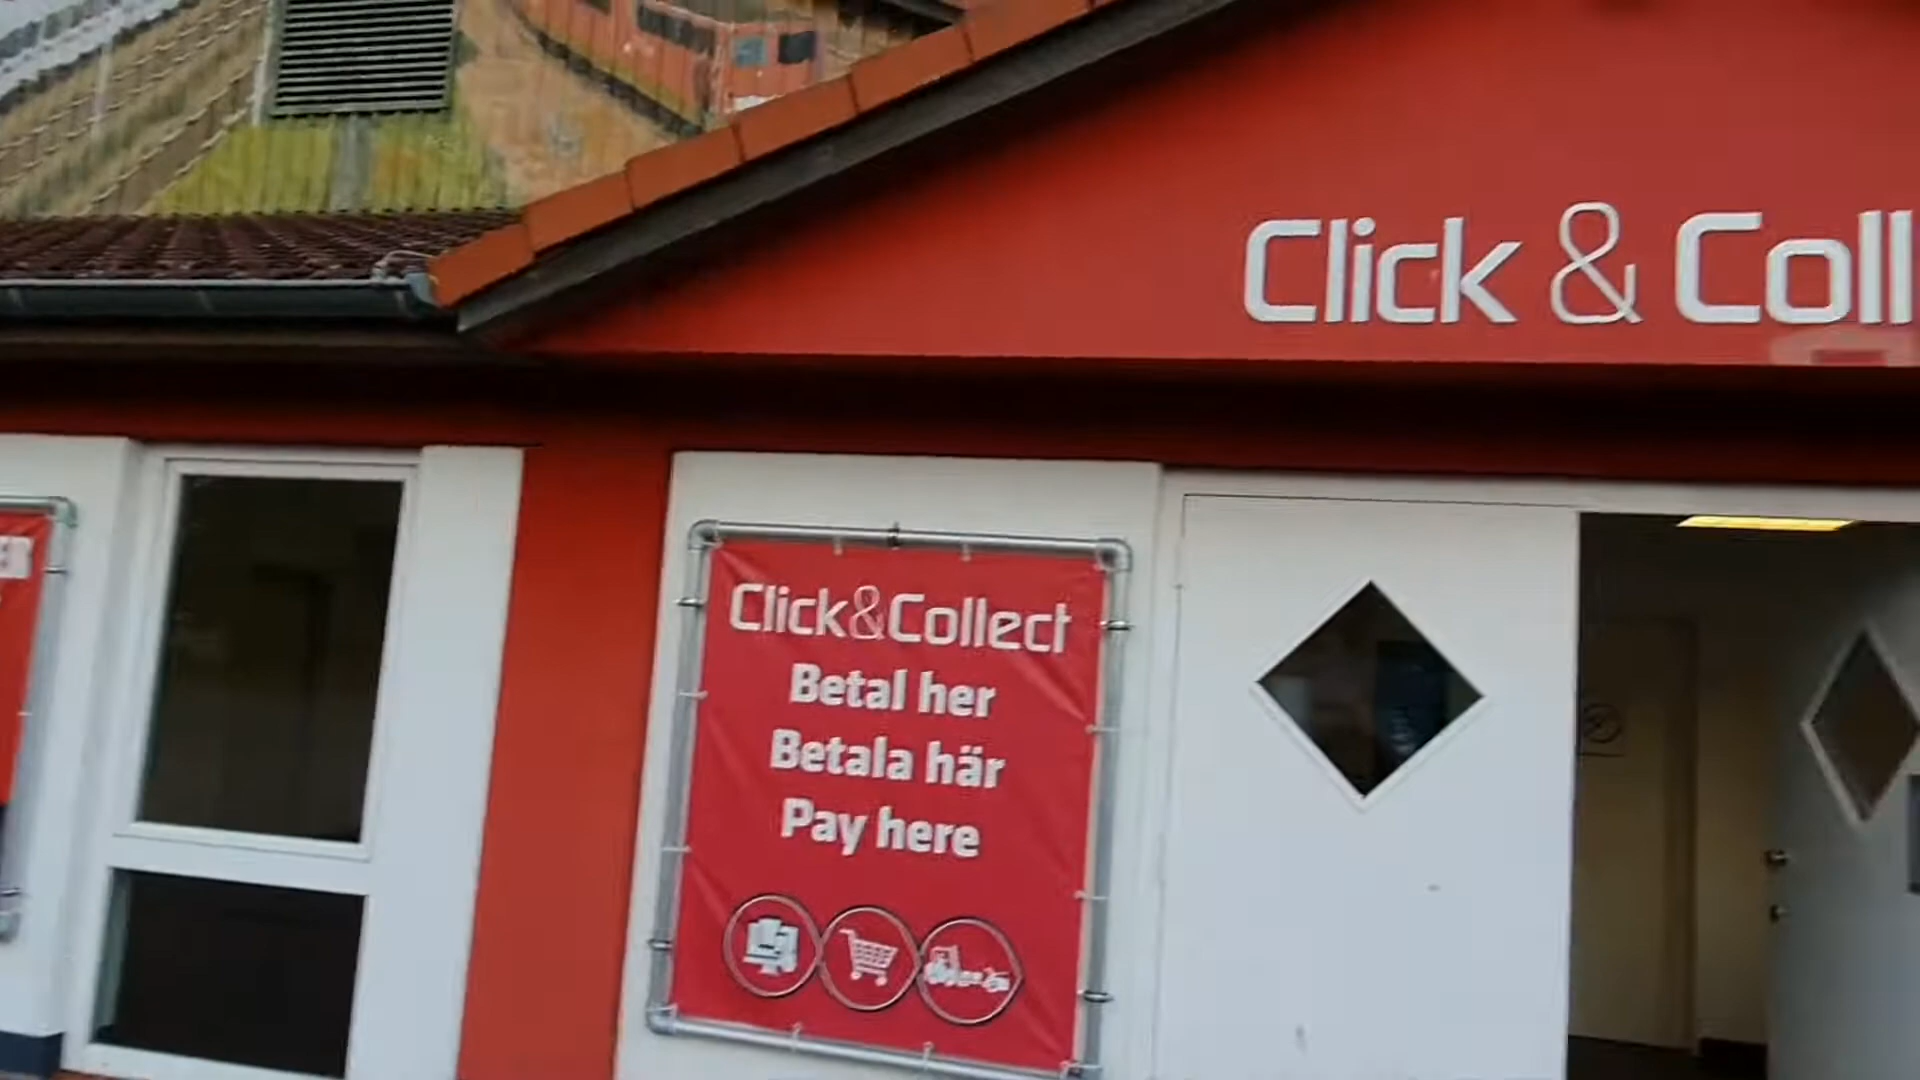 Click & Coll
Click&Collect
Betal her
Betala här
Pay here